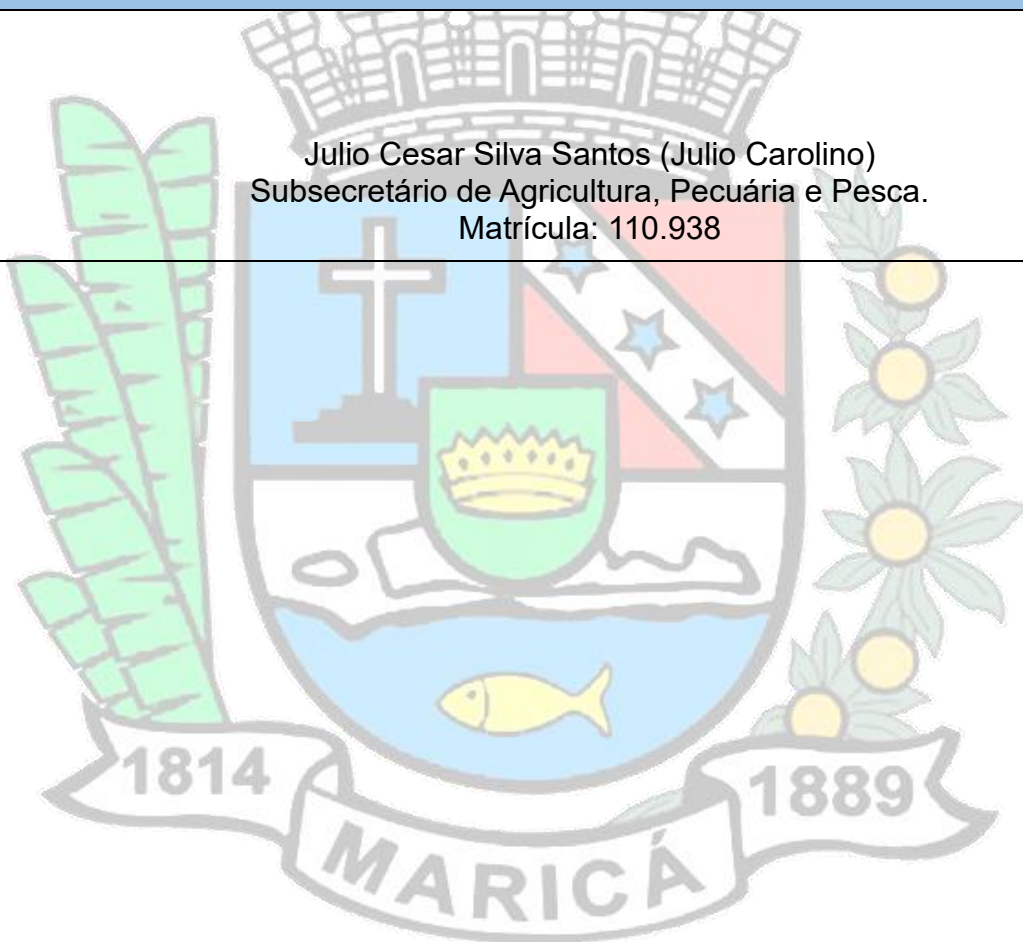 Julio Cesar Silva Santos (Julio Carolino)
Subsecretário de Agricultura, Pecuária e Pesca.
Matrícula: 110.938
1814
1889
MARICÁ